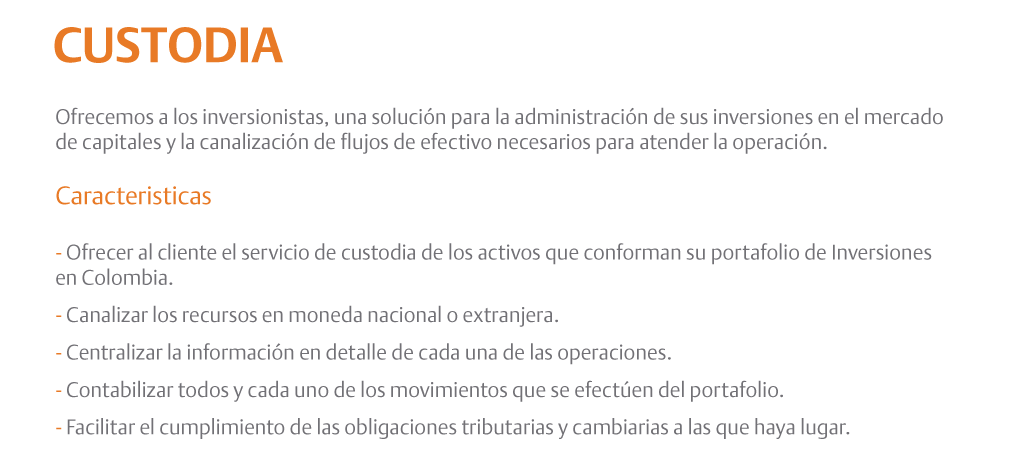 CUSTODIA
Ofrecemos a los inversionistas, una solución para la administración de sus inversiones en el mercado
de capitales y la canalización de flujos de efectivo necesarios para atender la operación.
Caracteristicas
- Ofrecer al cliente el servicio de custodia de los activos que conforman su portafolio de Inversiones
en Colombia.
- Canalizar los recursos en moneda nacional o extranjera.
- Centralizar la información en detalle de cada una de las operaciones.
- Contabilizar todos y cada uno de los movimientos que se efectúen del portafolio.
- Facilitar el cumplimiento de las obligaciones tributarias y cambiarias a las que haya lugar.